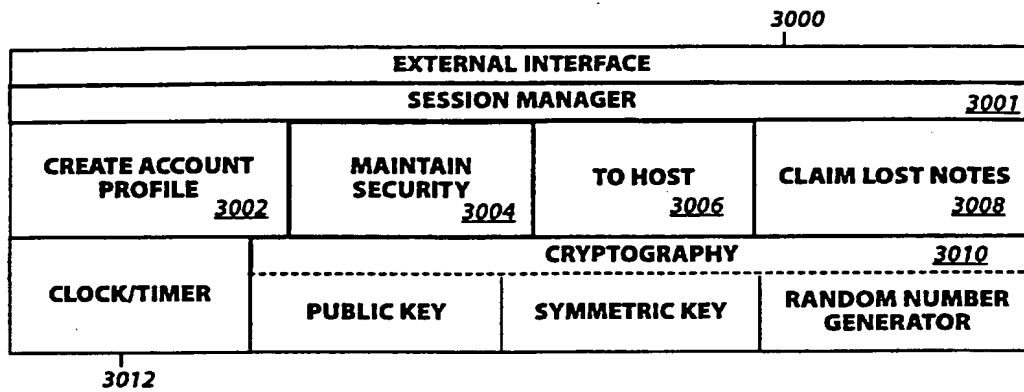 3000
EXTERNAL INTERFACE
SESSION MANAGER
3001
CREATE ACCOUNT
PROFILE
3002
MAINTAIN
SECURITY
3004
TO HOST
3006
CLAIM LOST NOTES
3008
CLOCK/TIMER
CRYPTOGRAPHY
3010
PUBLIC KEY
SYMMETRIC KEY
RANDOM NUMBER
GENERATOR
3012